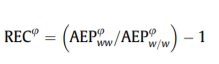 REC^φ = (AEP^φ_ww/AEP^φ_w/w) − 1